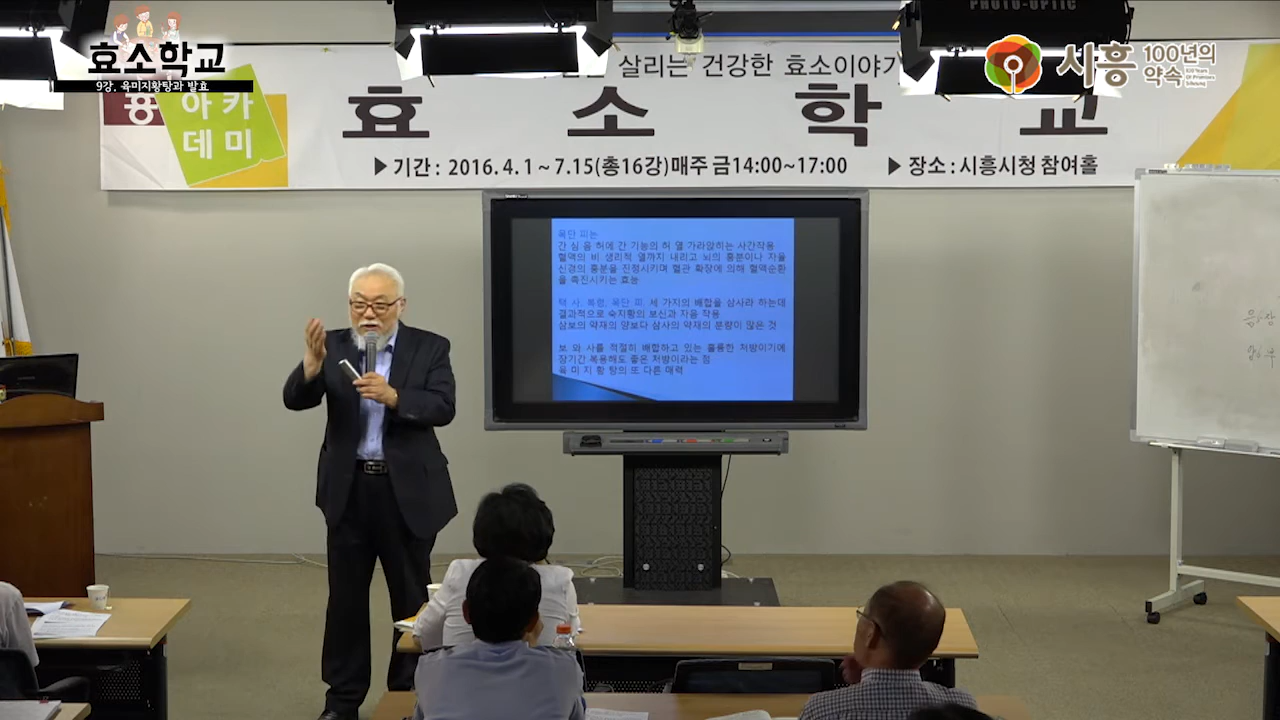 PHOTO-OPTIC
효소학교
9강. 육미지황탕과 발효
시흥 100년의 약속
살리는 건강한 효소이야기
아카데미
효소학교
▶기간 : 2016.4.1 ~ 7.15(총16강)매주 금14:00~17:00 ▶장소 : 시흥시청 참여홀
목단 피는
간 심 음 허에 간 기능의 허 열 가라앉히는 사간작용
혈액의 비 생리적 열까지 내리고 뇌의 흥분이나 자율
신경의 흥분을 진정시키며 혈관 확장에 의해 혈액순환
을 촉진시키는 효능
택 사, 복령, 목단 피, 세 가지의 배합을 삼사라 하는데
결과적으로 숙지황의 보신과 자음 작용
삼보의 약재의 양보다 삼사의 약재의 분량이 많은 것
보 와 사를 적절히 배합하고 있는 훌륭한 처방이기에
장기간 복용해도 좋은 처방이라는 점
육 미 지 황 탕의 또 다른 매력